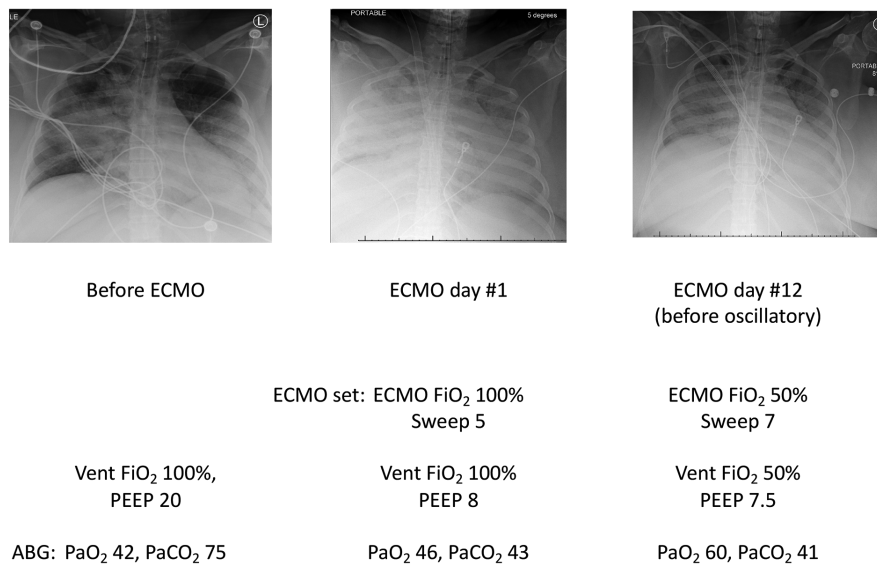 LE
L
PORTABLE
5 degrees
PORTAB
8
Before ECMO
ECMO day #1
ECMO day #12
(before oscillatory)
ECMO set: ECMO FiO₂ 100%
Sweep 5
ECMO FiO₂ 50%
Sweep 7
Vent FiO₂ 100%,
PEEP 20
Vent FiO₂ 100%
PEEP 8
Vent FiO₂ 50%
PEEP 7.5
ABG: PaO₂ 42, PaCO₂ 75
PaO₂ 46, PaCO₂ 43
PaO₂ 60, PaCO₂ 41